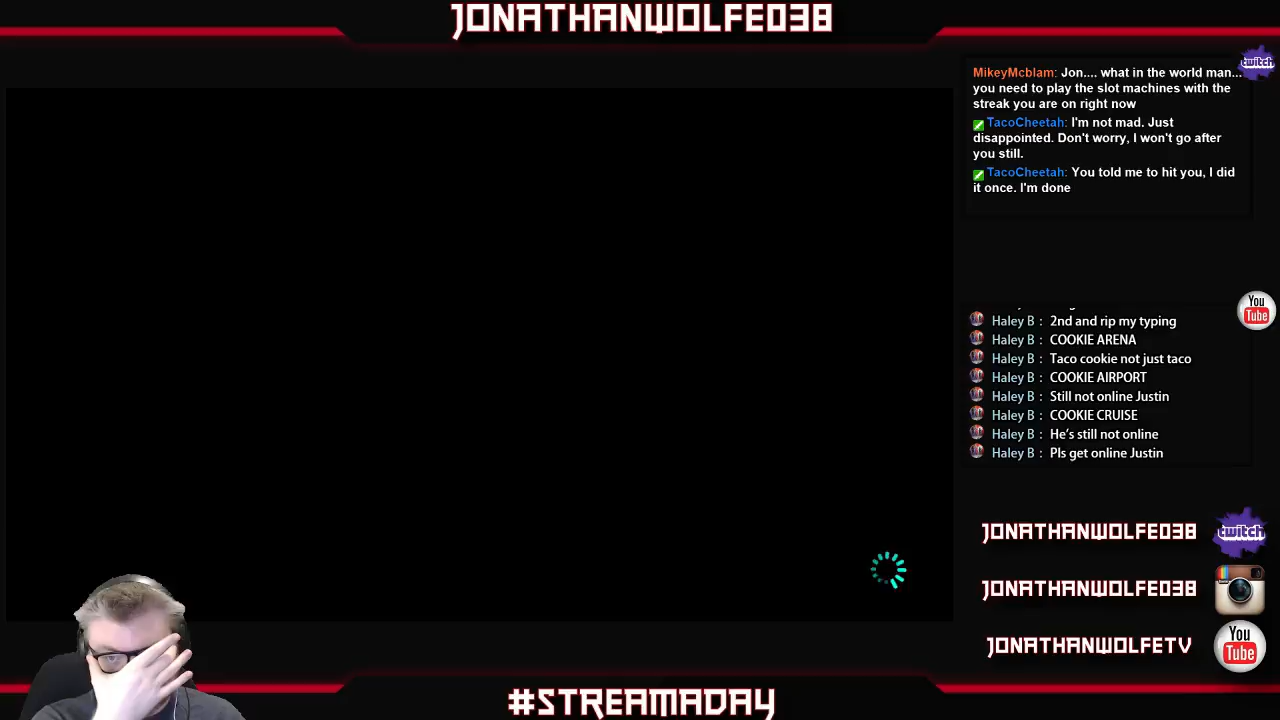 JONATHANWOLFE038
MikeyMcblam: Jon.... what in the world man...
you need to play the slot machines with the
streak you are on right now
TacoCheetah: I'm not mad. Just
disappointed. Don't worry, I won't go after
you still.
TacoCheetah: You told me to hit you, I did
it once. I'm done
twitch
You
Tube
Haley B : 2nd and rip my typing
Haley B : COOKIE ARENA
Haley B : Taco cookie not just taco
Haley B : COOKIE AIRPORT
Haley B : Still not online Justin
Haley B : COOKIE CRUISE
Haley B : He's still not online
Haley B : Pls get online Justin
JONATHANWOLFE038
twitch
JONATHANWOLFE038
JONATHANWOLFETV
You
Tube
#STREAMADAY